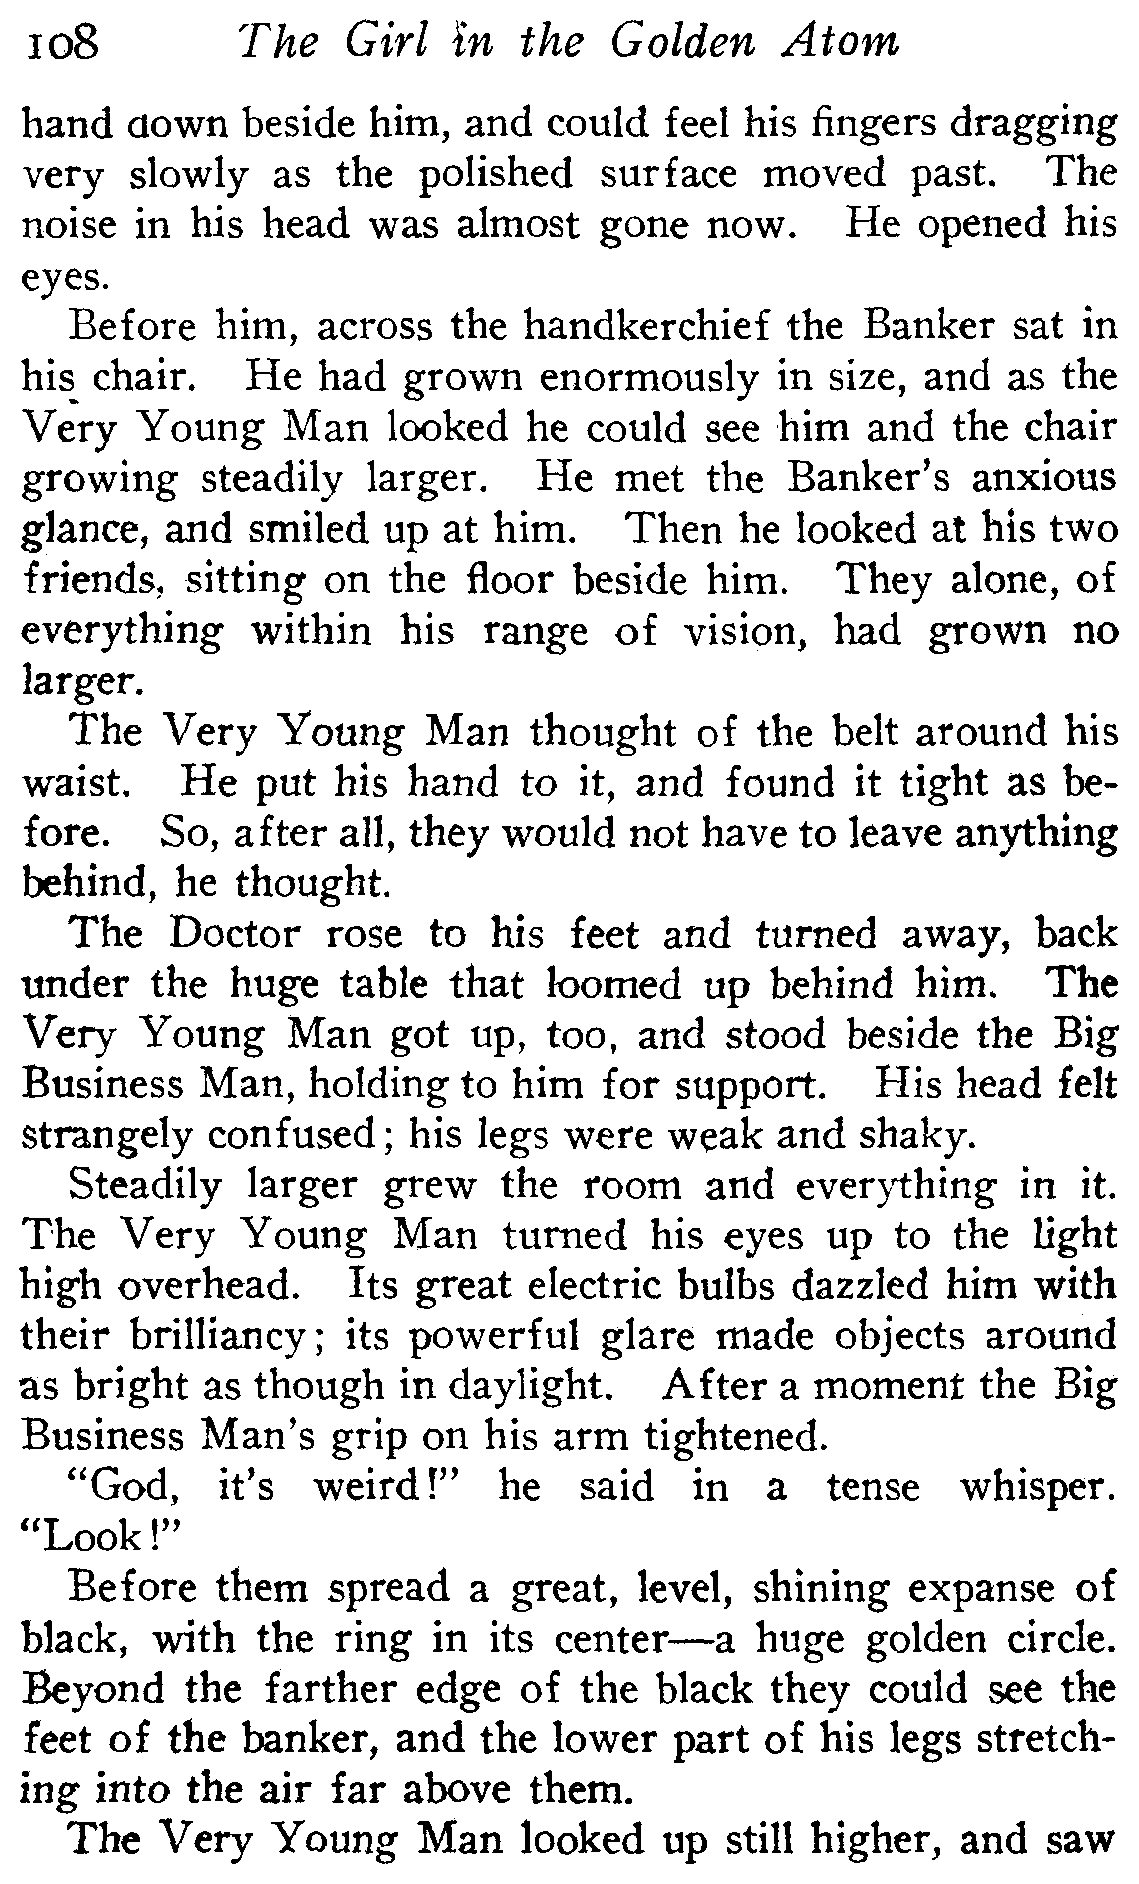 108 The Girl in the Golden Atom
hand down beside him, and could feel his fingers dragging
very slowly as the polished surface moved past. The
noise in his head was almost gone now. He opened his
eyes.
Before him, across the handkerchief the Banker sat in
his chair. He had grown enormously in size, and as the
Very Young Man looked he could see him and the chair
growing steadily larger. He met the Banker's anxious
glance, and smiled up at him. Then he looked at his two
friends, sitting on the floor beside him. They alone, of
everything within his range of vision, had grown no
larger.
The Very Young Man thought of the belt around his
waist. He put his hand to it, and found it tight as be-
fore. So, after all, they would not have to leave anything
behind, he thought.
The Doctor rose to his feet and turned away, back
under the huge table that loomed up behind him. The
Very Young Man got up, too, and stood beside the Big
Business Man, holding to him for support. His head felt
strangely confused; his legs were weak and shaky.
Steadily larger grew the room and everything in it.
The Very Young Man turned his eyes up to the light
high overhead. Its great electric bulbs dazzled him with
their brilliancy; its powerful glare made objects around
as bright as though in daylight. After a moment the Big
Business Man's grip on his arm tightened.
"God, it's weird!" he said in a tense whisper.
"Look!"
Before them spread a great, level, shining expanse of
black, with the ring in its center—a huge golden circle.
Beyond the farther edge of the black they could see the
feet of the banker, and the lower part of his legs stretch-
ing into the air far above them.
The Very Young Man looked up still higher, and saw